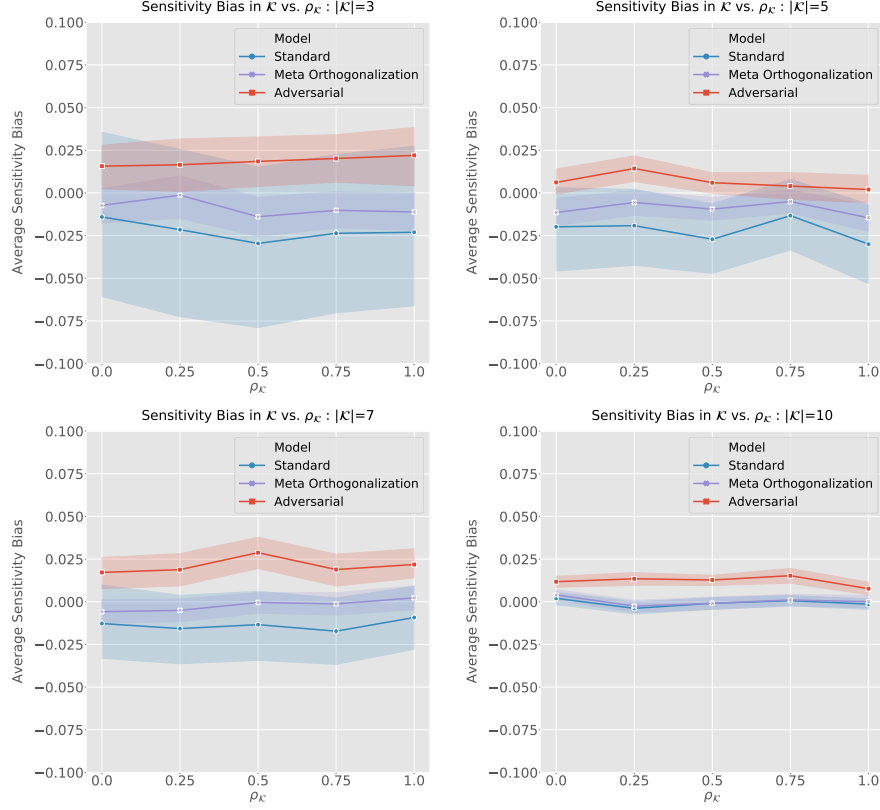 Sensitivity Bias in 𝒦 vs. ρ𝒦 : |𝒦|=3
Average Sensitivity Bias
0.100
0.075
0.050
0.025
0.000
−0.025
−0.050
−0.075
−0.100
Model
Standard
Meta Orthogonalization
Adversarial
0.0 0.25 0.5 0.75 1.0
ρ𝒦
Sensitivity Bias in 𝒦 vs. ρ𝒦 : |𝒦|=5
Average Sensitivity Bias
0.100
0.075
0.050
0.025
0.000
−0.025
−0.050
−0.075
−0.100
Model
Standard
Meta Orthogonalization
Adversarial
0.0 0.25 0.5 0.75 1.0
ρ𝒦
Sensitivity Bias in 𝒦 vs. ρ𝒦 : |𝒦|=7
Average Sensitivity Bias
0.100
0.075
0.050
0.025
0.000
−0.025
−0.050
−0.075
−0.100
Model
Standard
Meta Orthogonalization
Adversarial
0.0 0.25 0.5 0.75 1.0
ρ𝒦
Sensitivity Bias in 𝒦 vs. ρ𝒦 : |𝒦|=10
Average Sensitivity Bias
0.100
0.075
0.050
0.025
0.000
−0.025
−0.050
−0.075
−0.100
Model
Standard
Meta Orthogonalization
Adversarial
0.0 0.25 0.5 0.75 1.0
ρ𝒦